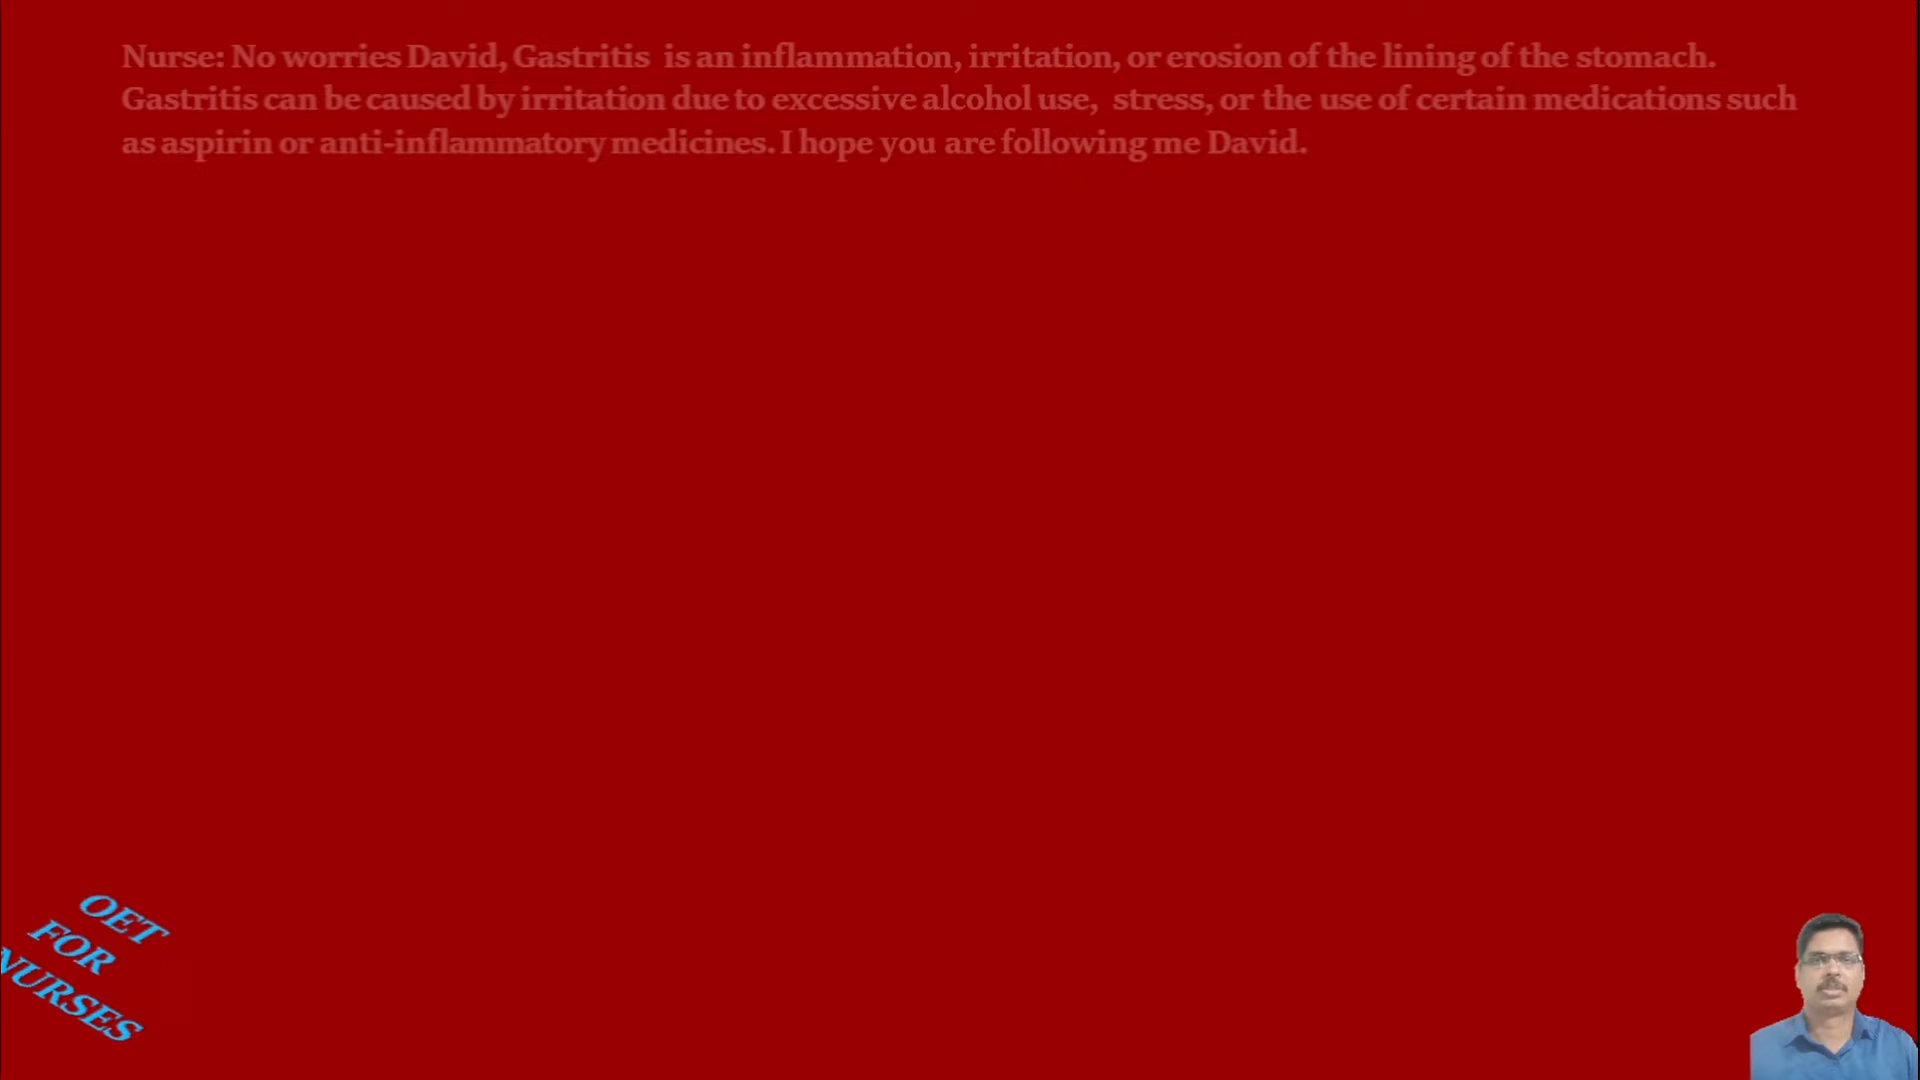 Nurse: No worries David, Gastritis is an inflammation, irritation, or erosion of the lining of the stomach.
Gastritis can be caused by irritation due to excessive alcohol use, stress, or the use of certain medications such
as aspirin or anti-inflammatory medicines. I hope you are following me David.
OET
FOR
NURSES